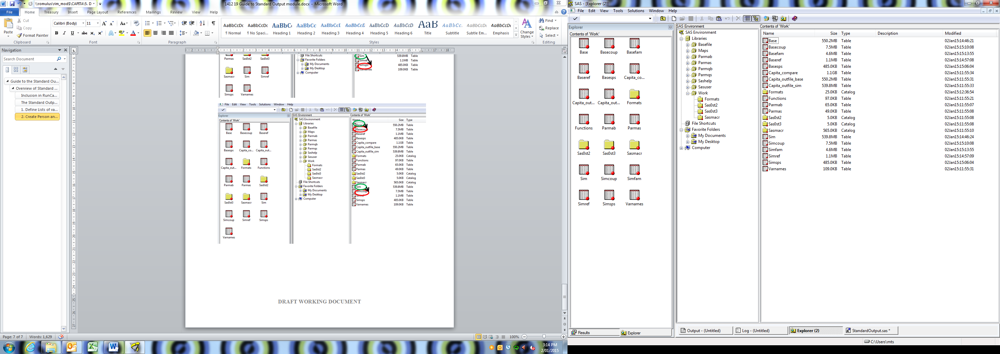 \\romulus\rim_mod$\CAPITA\5. D
1412 19 Guide to Standard Output module.docx - Microsoft Word
File Home Treasury Insert Page Layout References Mailings Review View Help
Cut
Copy
Format Painter
Paste
Calibri (Body) 11
AaBbCcDc AaBbCcDc AaBbC AaBbCc AaBbCcI AaBbCcD AaBbCcD AaBbCcD AaB AaBbCc. AaBbCcDc AaBbCcDc
¶ Normal ¶ No Spaci... Heading 1 Heading 2 Heading 3 Heading 4 Heading 5 Heading 6 Title Subtitle Subtle Em... Emphasis
Change Styles
Find
Replace
Select
Clipboard Font Paragraph Styles Editing
Navigation
Search Document
Guide to the Standard Ou...
Overview of Standard ...
Inclusion in RunCa...
The Standard Outp...
1. Define Lists of va...
2. Create Person an...
Parmas Sas0st2 Sas0st3
Sasmacr Sim Simref
Simsps Varnames
File Shortcuts
Favorite Folders
My Documents
My Desktop
Computer
Sim 539.8MB Table
Simref 1.1MB Table
Simsps 485.0KB Table
Varnames 109.0KB Table
File Edit View Tools Solutions Window Help
Explorer
Contents of 'Work'
Base Basecoup Baseref
Basesps Capita_co... Capita_out...
Capita_out... Formats Functions
Parmab Parmas Sas0st2
Sas0st3 Sasmacr Sim
Simcoup Simref Simsps
Varnames
SAS Environment
SAS Environment
Libraries
Basefile
Maps
Parmab
Parmas
Parmqb
Parmqs
Sashelp
Sasuser
Work
Formats
Sas0st2
Sas0st3
Sasmacr
File Shortcuts
Favorite Folders
My Documents
My Desktop
Computer
Contents of 'Work'
Name Size Type
Base 550.2MB Table
7.5MB Table
Baseref 1.1MB Table
Basesps 485.0KB Table
Capita_compare 1.1GB Table
Capita_outfile_base 550.2MB Table
Capita_outfile_sim 539.8MB Table
Formats 25.0KB Catalog
Functions 97.0KB Table
Parmab 65.0KB Table
Parmas 49.0KB Table
Sas0st2 5.0KB Catalog
Sas0st3 5.0KB Catalog
Sasmacr 565.0KB Catalog
Sim 539.8MB Table
Simcoup 7.5MB Table
1.1MB Table
Simsps 485.0KB Table
Varnames 109.0KB Table
DRAFT WORKING DOCUMENT
Page: 7 of 7 Words: 1,629
100%
SAS - [Explorer (2)]
File Edit View Tools Solutions Window Help
Explorer
Contents of 'Work'
Base Basecoup Basefam
Baseref Basesps Capita_co...
Capita_out... Capita_out... Formats
Functions Parmab Parmas
Sas0st2 Sas0st3 Sasmacr
Sim Simcoup Simfam
Simref Simsps Varnames
Results Explorer
SAS Environment
SAS Environment
Libraries
Basefile
Maps
Parmab
Parmas
Parmqb
Parmqs
Sashelp
Sasuser
Work
Formats
Sas0st2
Sas0st3
Sasmacr
File Shortcuts
Favorite Folders
My Documents
My Desktop
Computer
Contents of 'Work'
Name Size Type Description Modified
Base 550.2MB Table 02Jan15:14:46:21
Basecoup 7.5MB Table 02Jan15:15:10:08
Basefam 4.6MB Table 02Jan15:15:13:55
Baseref 1.1MB Table 02Jan15:14:57:08
Basesps 485.0KB Table 02Jan15:15:06:04
Capita_compare 1.1GB Table 02Jan15:11:55:34
Capita_outfile_base 550.2MB Table 02Jan15:11:55:31
Capita_outfile_sim 539.8MB Table 02Jan15:11:55:33
Formats 25.0KB Catalog 02Jan15:12:36:54
Functions 97.0KB Table 02Jan15:11:55:21
Parmab 65.0KB Table 02Jan15:11:55:07
Parmas 49.0KB Table 02Jan15:11:55:08
Sas0st2 5.0KB Catalog 02Jan15:11:55:08
Sas0st3 5.0KB Catalog 02Jan15:11:55:08
Sasmacr 565.0KB Catalog 02Jan15:11:55:10
Sim 539.8MB Table 02Jan15:14:46:24
Simcoup 7.5MB Table 02Jan15:15:10:08
Simfam 4.6MB Table 02Jan15:15:13:55
Simref 1.1MB Table 02Jan15:14:57:09
Simsps 485.0KB Table 02Jan15:15:06:04
Varnames 109.0KB Table 02Jan15:11:55:31
Output - (Untitled) Log - (Untitled) Explorer (2) StandardOutput.sas *
C:\Users\mts
3:14 PM
2/01/2015